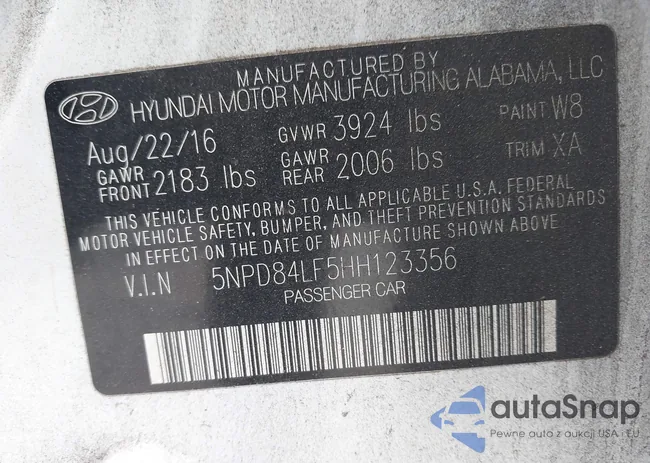 MANUFACTURED BY
HYUNDAI MOTOR MANUFACTURING ALABAMA, LLC
Aug/22/16 GVWR 3924 lbs PAINT W8
GAWR FRONT 2183 lbs GAWR REAR 2006 lbs TRIM XA
THIS VEHICLE CONFORMS TO ALL APPLICABLE U.S.A. FEDERAL
MOTOR VEHICLE SAFETY, BUMPER, AND THEFT PREVENTION STANDARDS
IN EFFECT ON THE DATE OF MANUFACTURE SHOWN ABOVE.
V.I.N 5NPD84LF5HH123356
PASSENGER CAR
autaSnap
Pewne auto z aukcji USA i EU